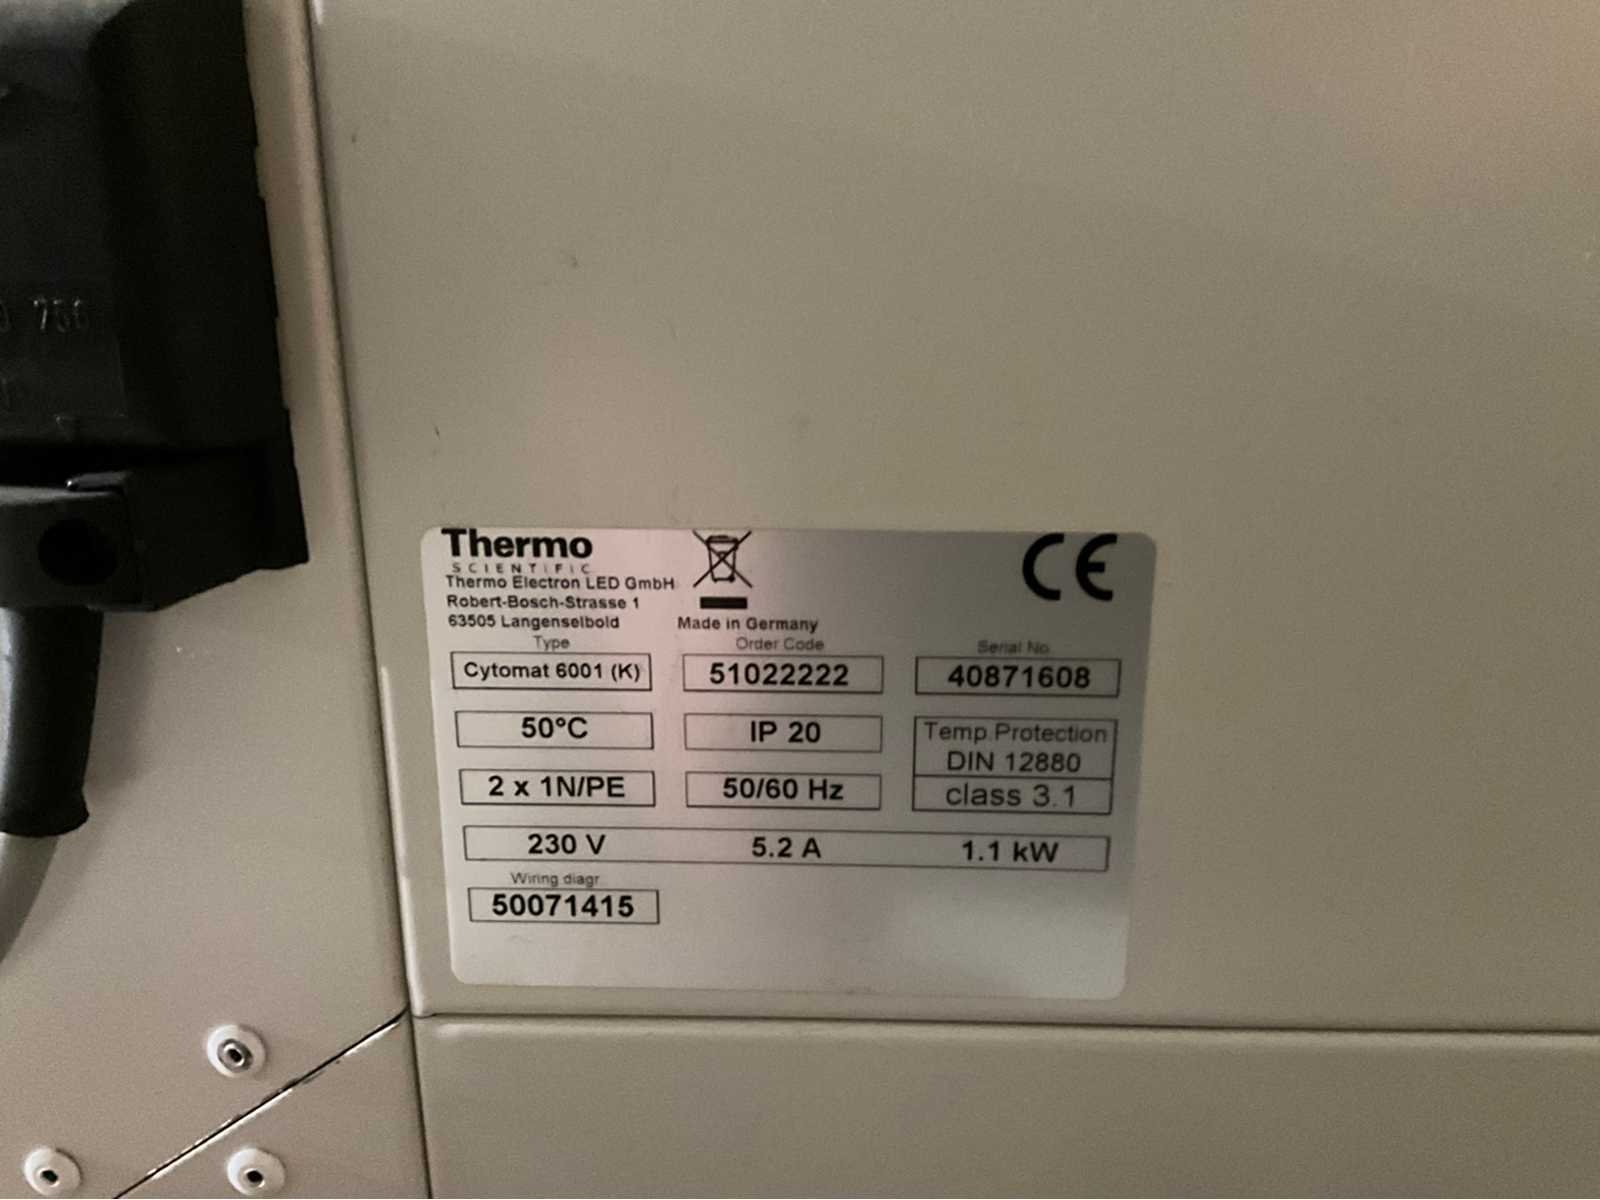 756
Thermo
SCIENTIFIC
Thermo Electron LED GmbH
Robert-Bosch-Strasse 1
63505 Langenselbold
Made in Germany
CE
Type
Order Code
Serial No.
Cytomat 6001 (K)
51022222
40871608
50°C
IP 20
Temp.Protection
DIN 12880
class 3.1
2 x 1N/PE
50/60 Hz
230 V
5.2 A
1.1 kW
Wiring diagr
50071415